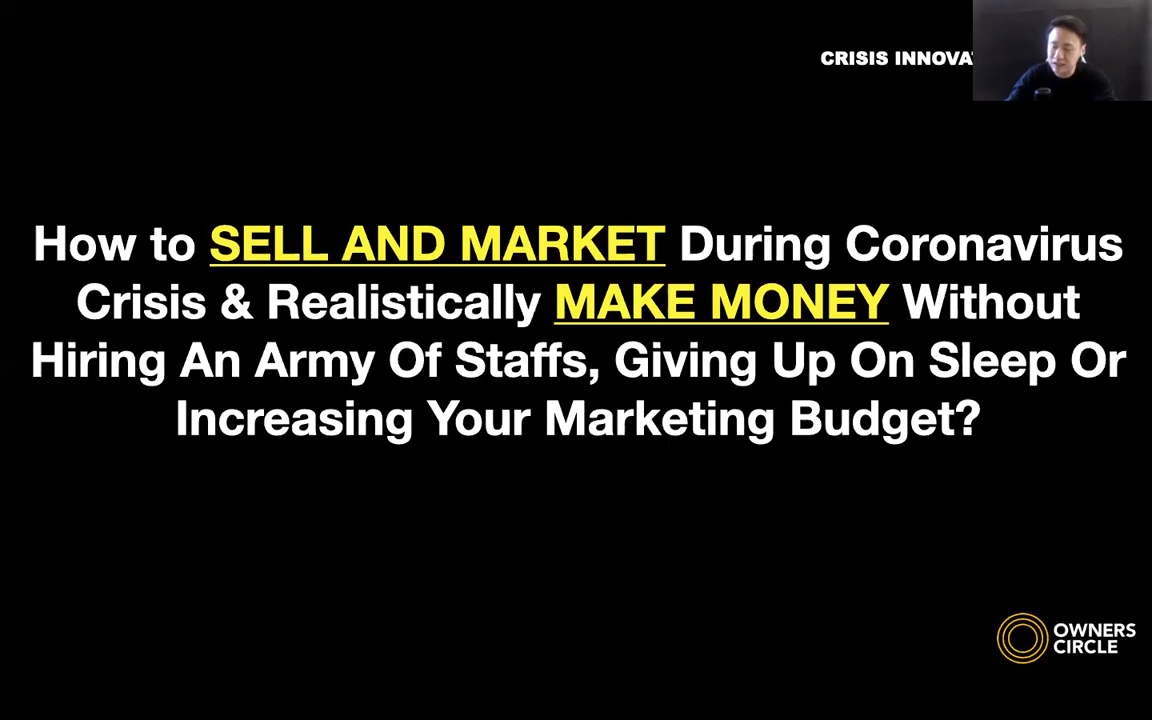 CRISIS
How to SELL AND MARKET During Coronavirus
Crisis & Realistically MAKE MONEY Without
Hiring An Army Of Staffs, Giving Up On Sleep Or
Increasing Your Marketing Budget?
OWNERS
CIRCLE